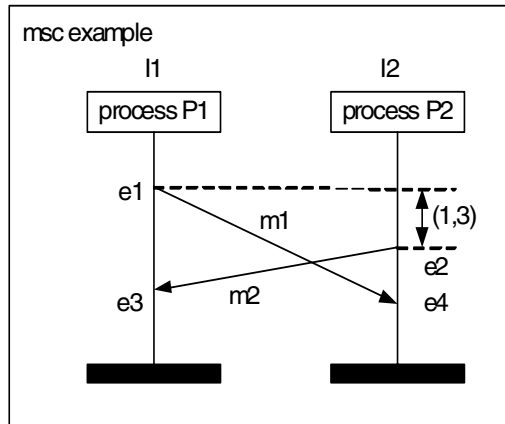 msc example
I1 I2
process P1 process P2
e1
m1 (1,3)
e2
e3 m2 e4